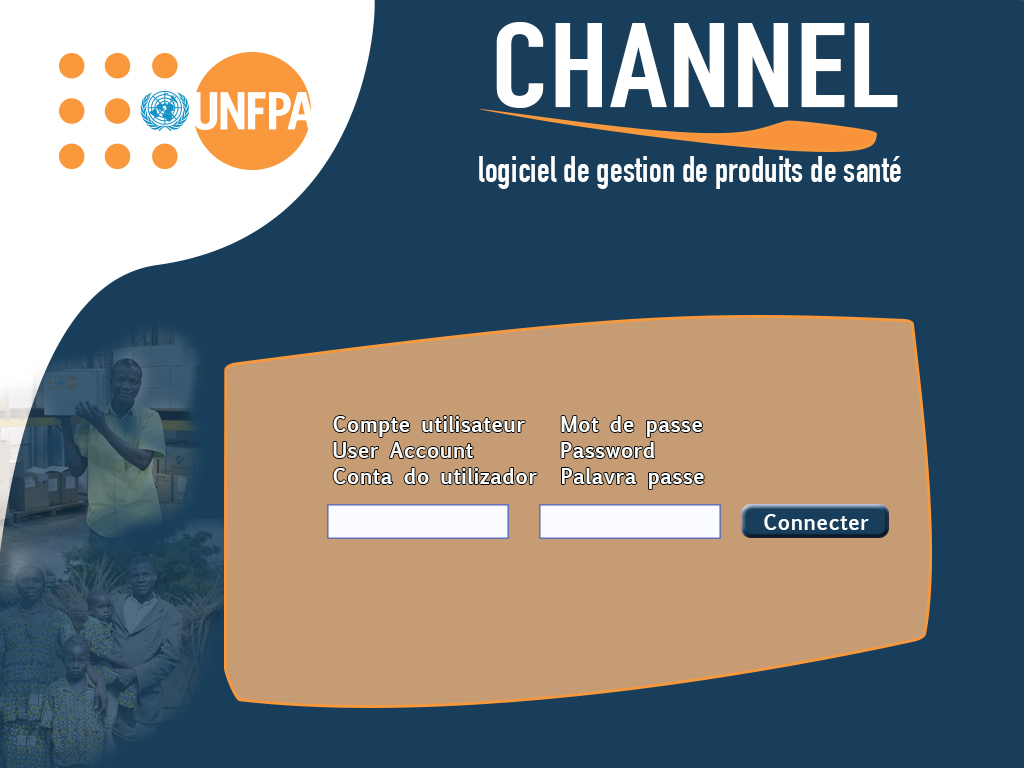 UNFPA
CHANNEL
logiciel de gestion de produits de santé
Compte utilisateur
User Account
Conta do utilizador
Mot de passe
Password
Palavra passe
Connecter